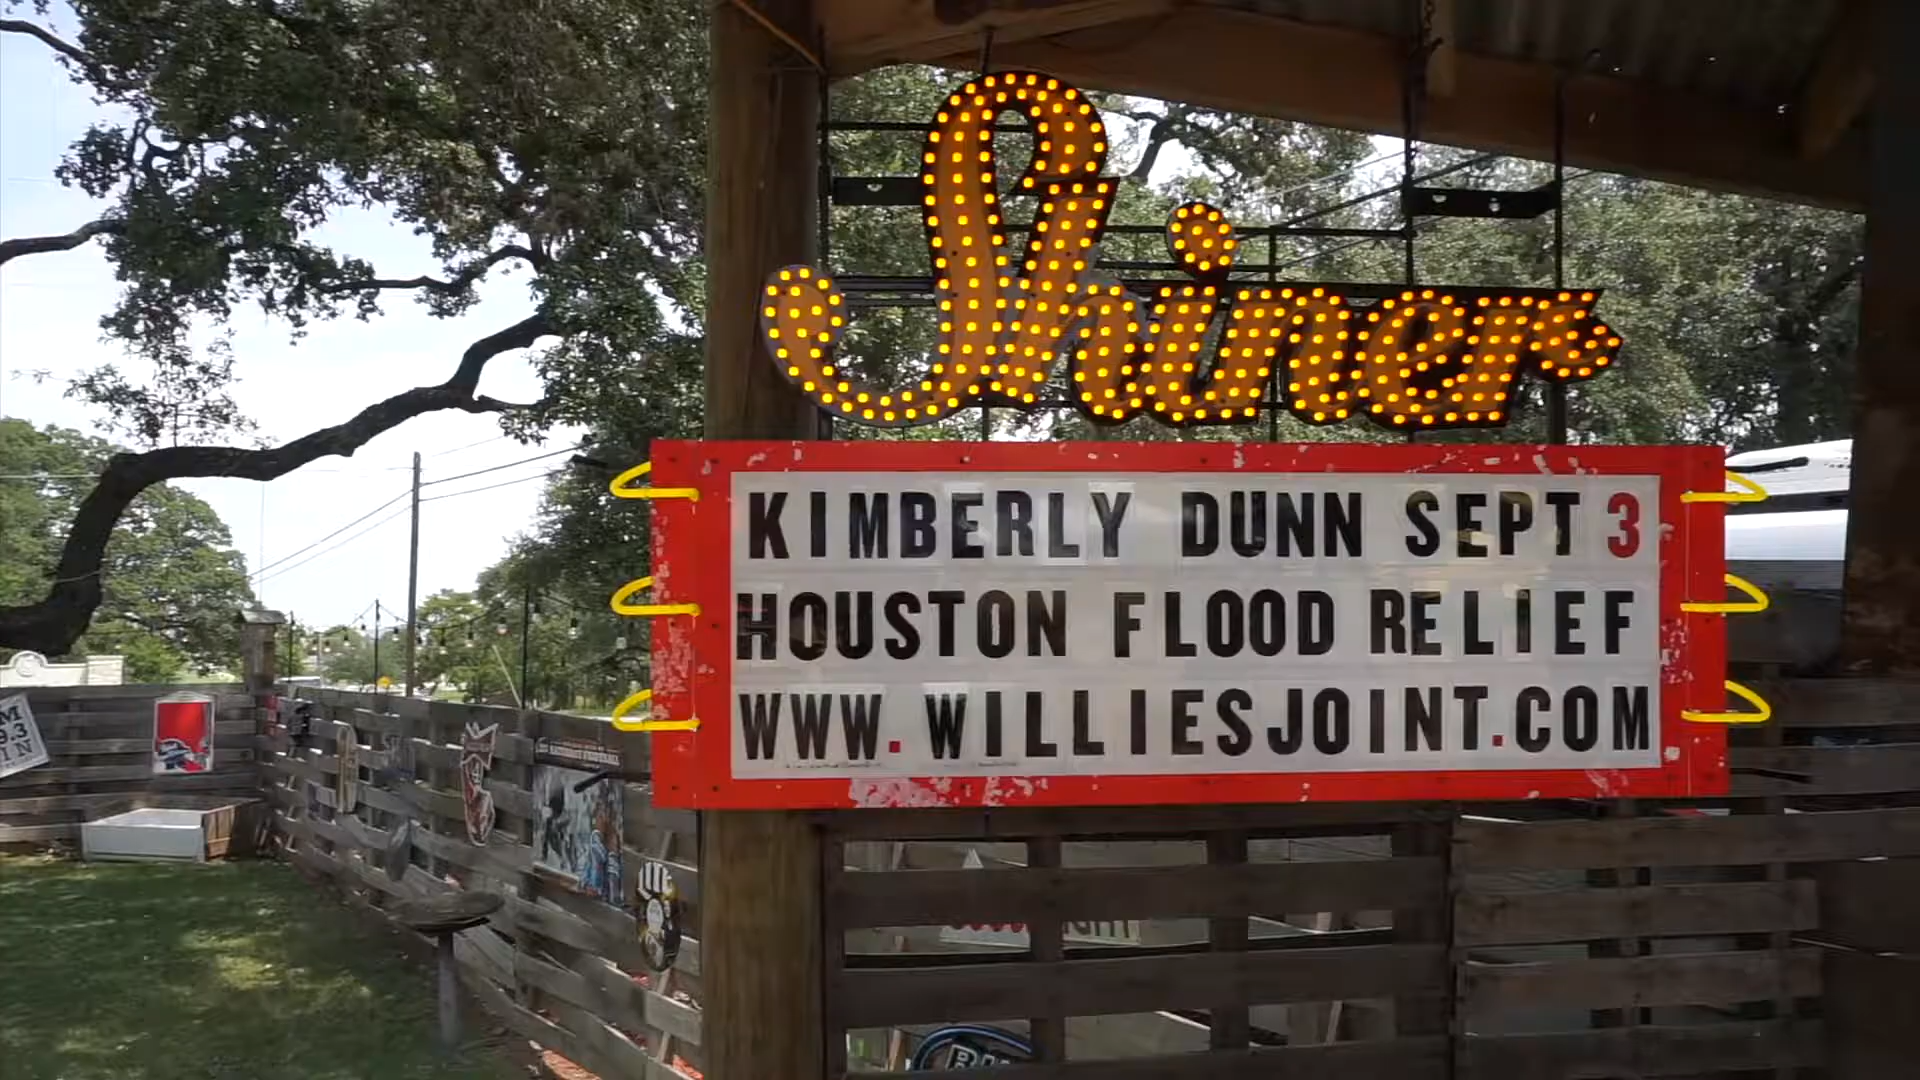 Shiner
KIMBERLY DUNN SEPT 3
HOUSTON FLOOD RELIEF
WWW.WILLIESJOINT.COM